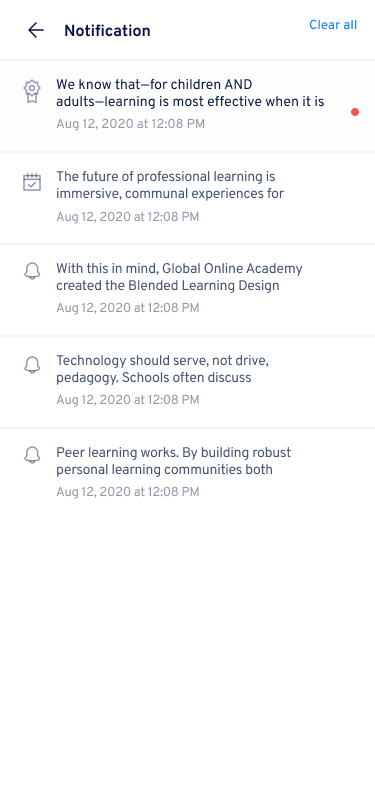 Notification
Clear all
We know that—for children AND
adults—learning is most effective when it is
Aug 12, 2020 at 12:08 PM
The future of professional learning is
immersive, communal experiences for
Aug 12, 2020 at 12:08 PM
With this in mind, Global Online Academy
created the Blended Learning Design
Aug 12, 2020 at 12:08 PM
Technology should serve, not drive,
pedagogy. Schools often discuss
Aug 12, 2020 at 12:08 PM
Peer learning works. By building robust
personal learning communities both
Aug 12, 2020 at 12:08 PM